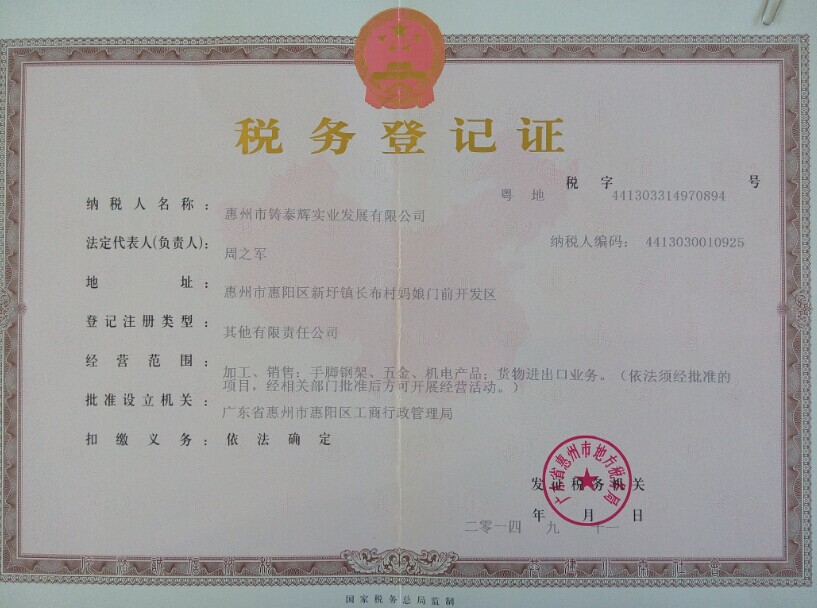 税务登记证
税 字 号
粤 地 441303314970894
纳税人名称： 惠州市铸泰辉实业发展有限公司
纳税人编码： 4413030010925
法定代表人(负责人)： 周之军
地 址： 惠州市惠阳区新圩镇长布村妈娘门前开发区
登记注册类型： 其他有限责任公司
经营范围： 加工、销售：手脚钢架、五金、机电产品；货物进出口业务。（依法须经批准的
项目，经相关部门批准后方可开展经营活动。）
批准设立机关： 广东省惠州市惠阳区工商行政管理局
扣缴义务： 依法确定
广东省惠州市地方税务局
发证税务机关
年 月 日
二零一四 九 十一
国家税务总局监制